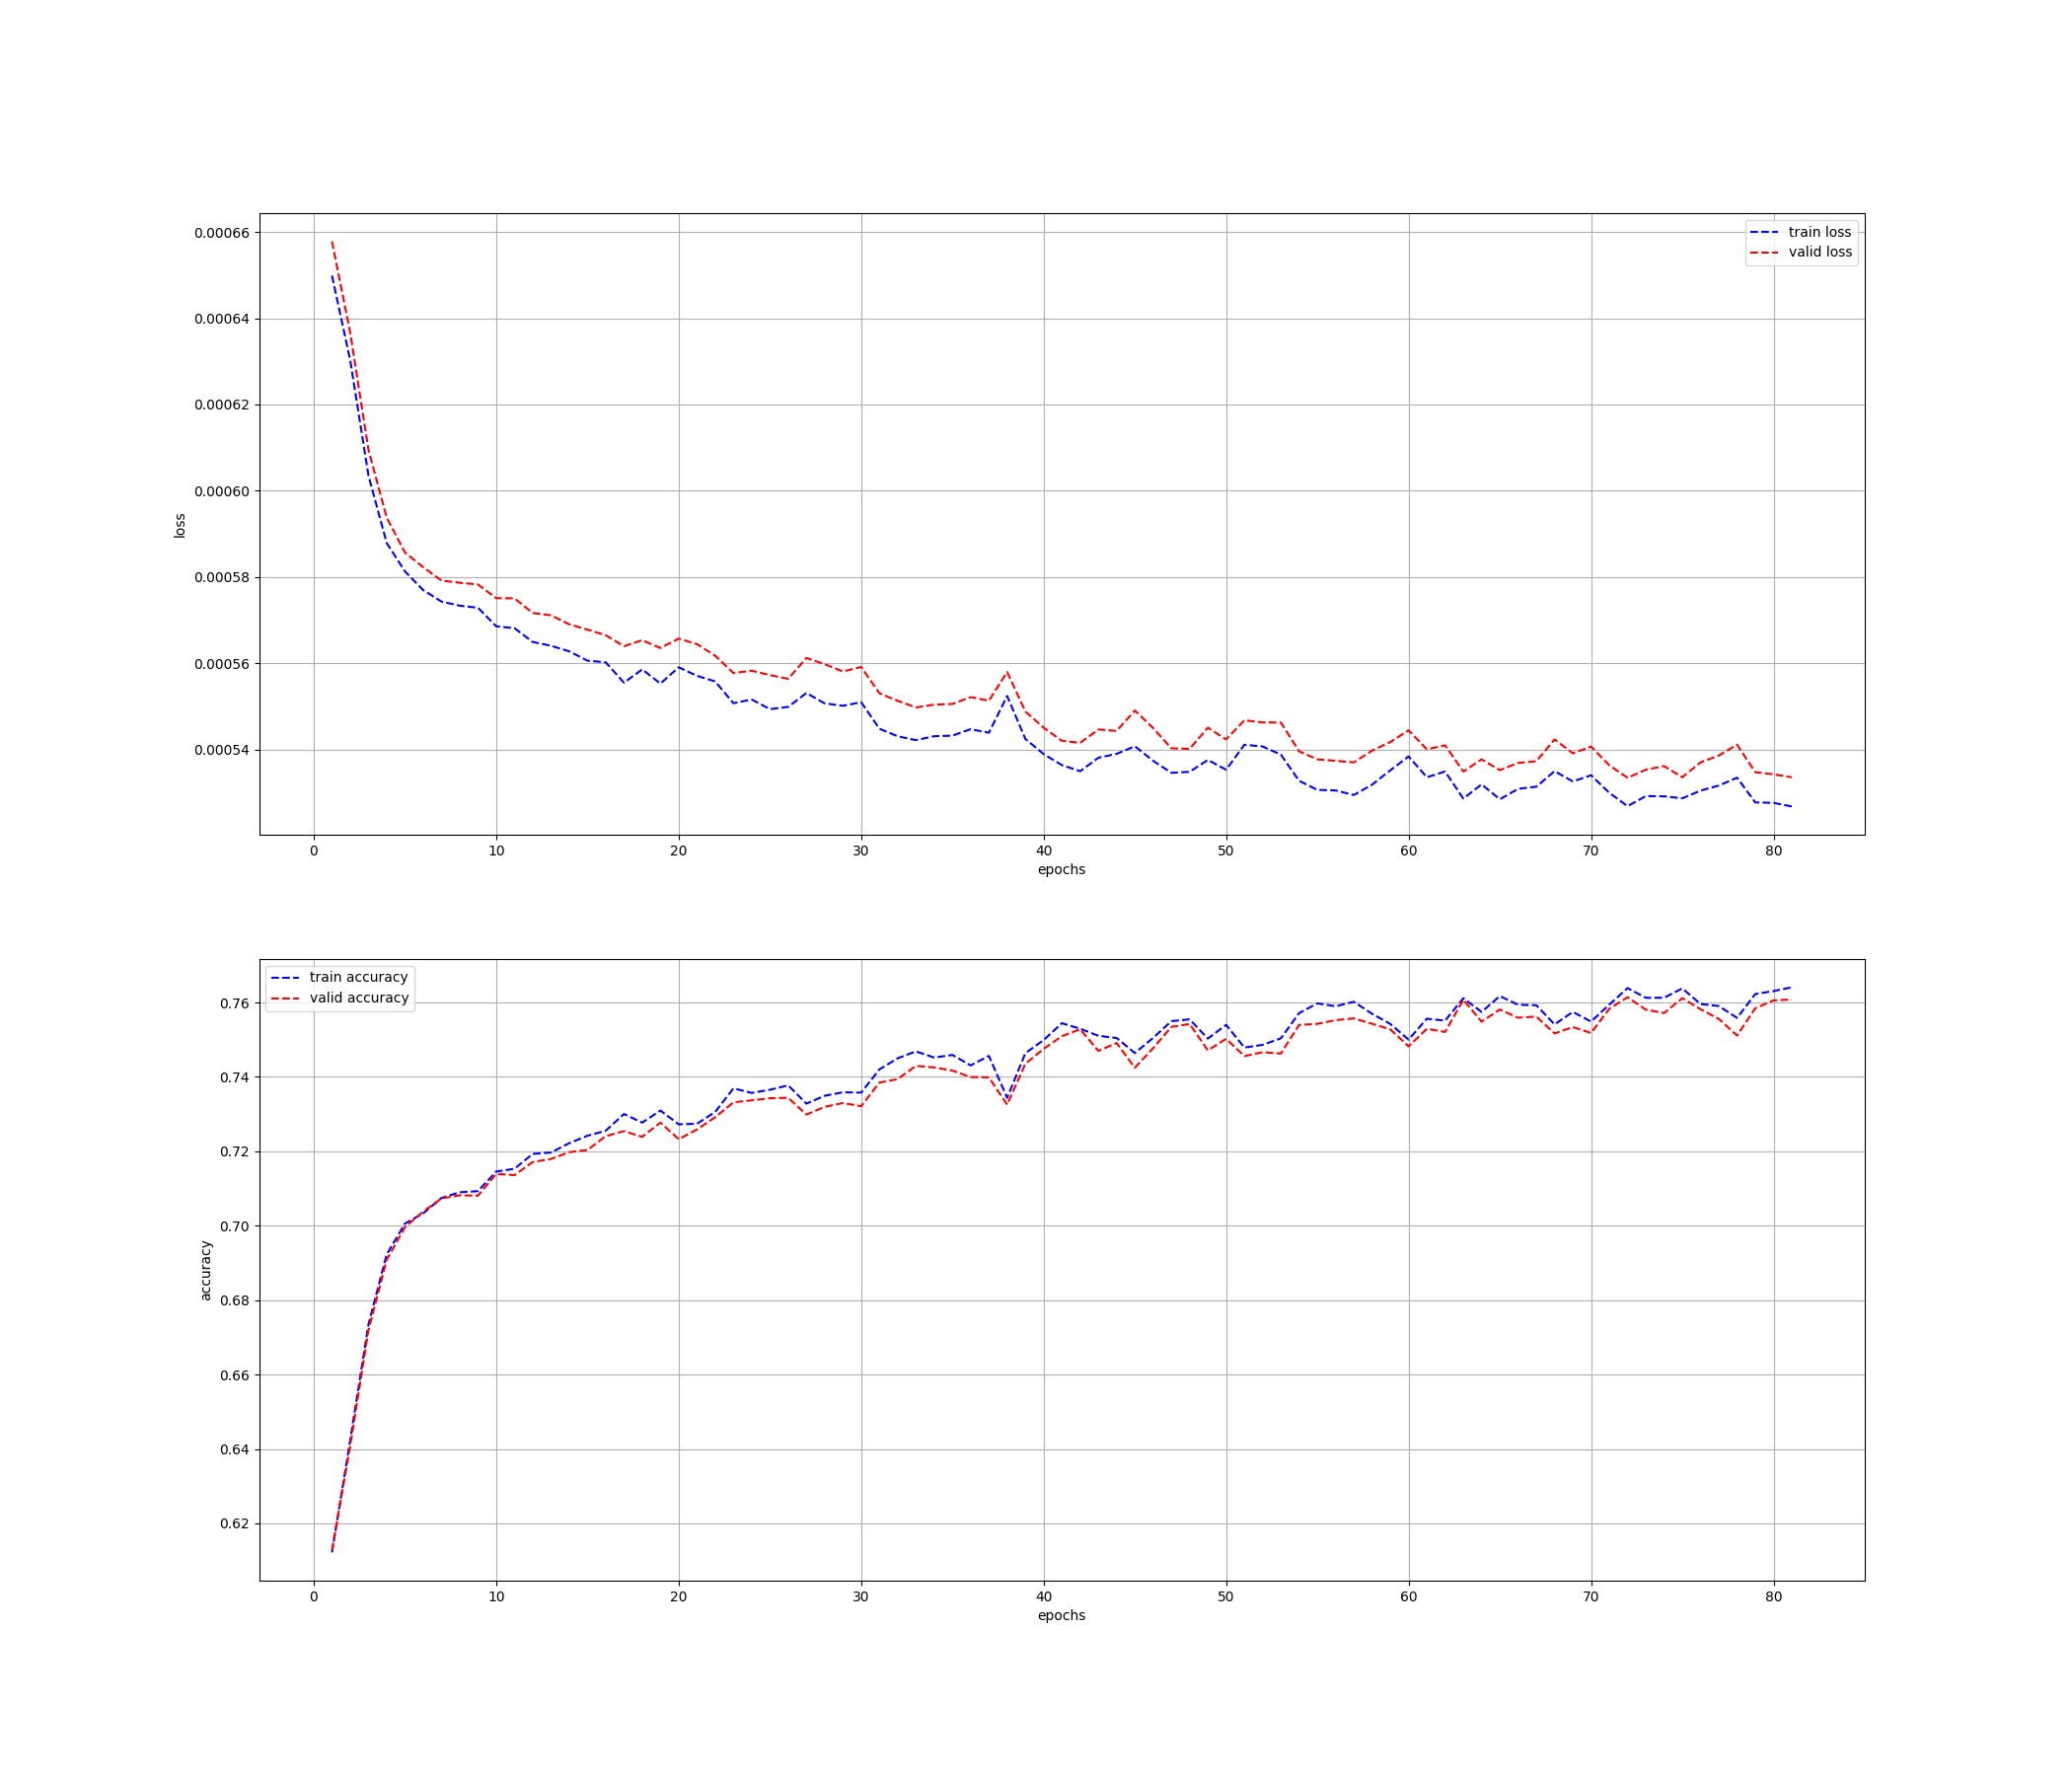 train loss
valid loss
0.00066
0.00064
0.00062
0.00060
0.00058
0.00056
0.00054
loss
0 10 20 30 40 50 60 70 80
epochs
train accuracy
valid accuracy
0.76
0.74
0.72
0.70
0.68
0.66
0.64
0.62
accuracy
0 10 20 30 40 50 60 70 80
epochs